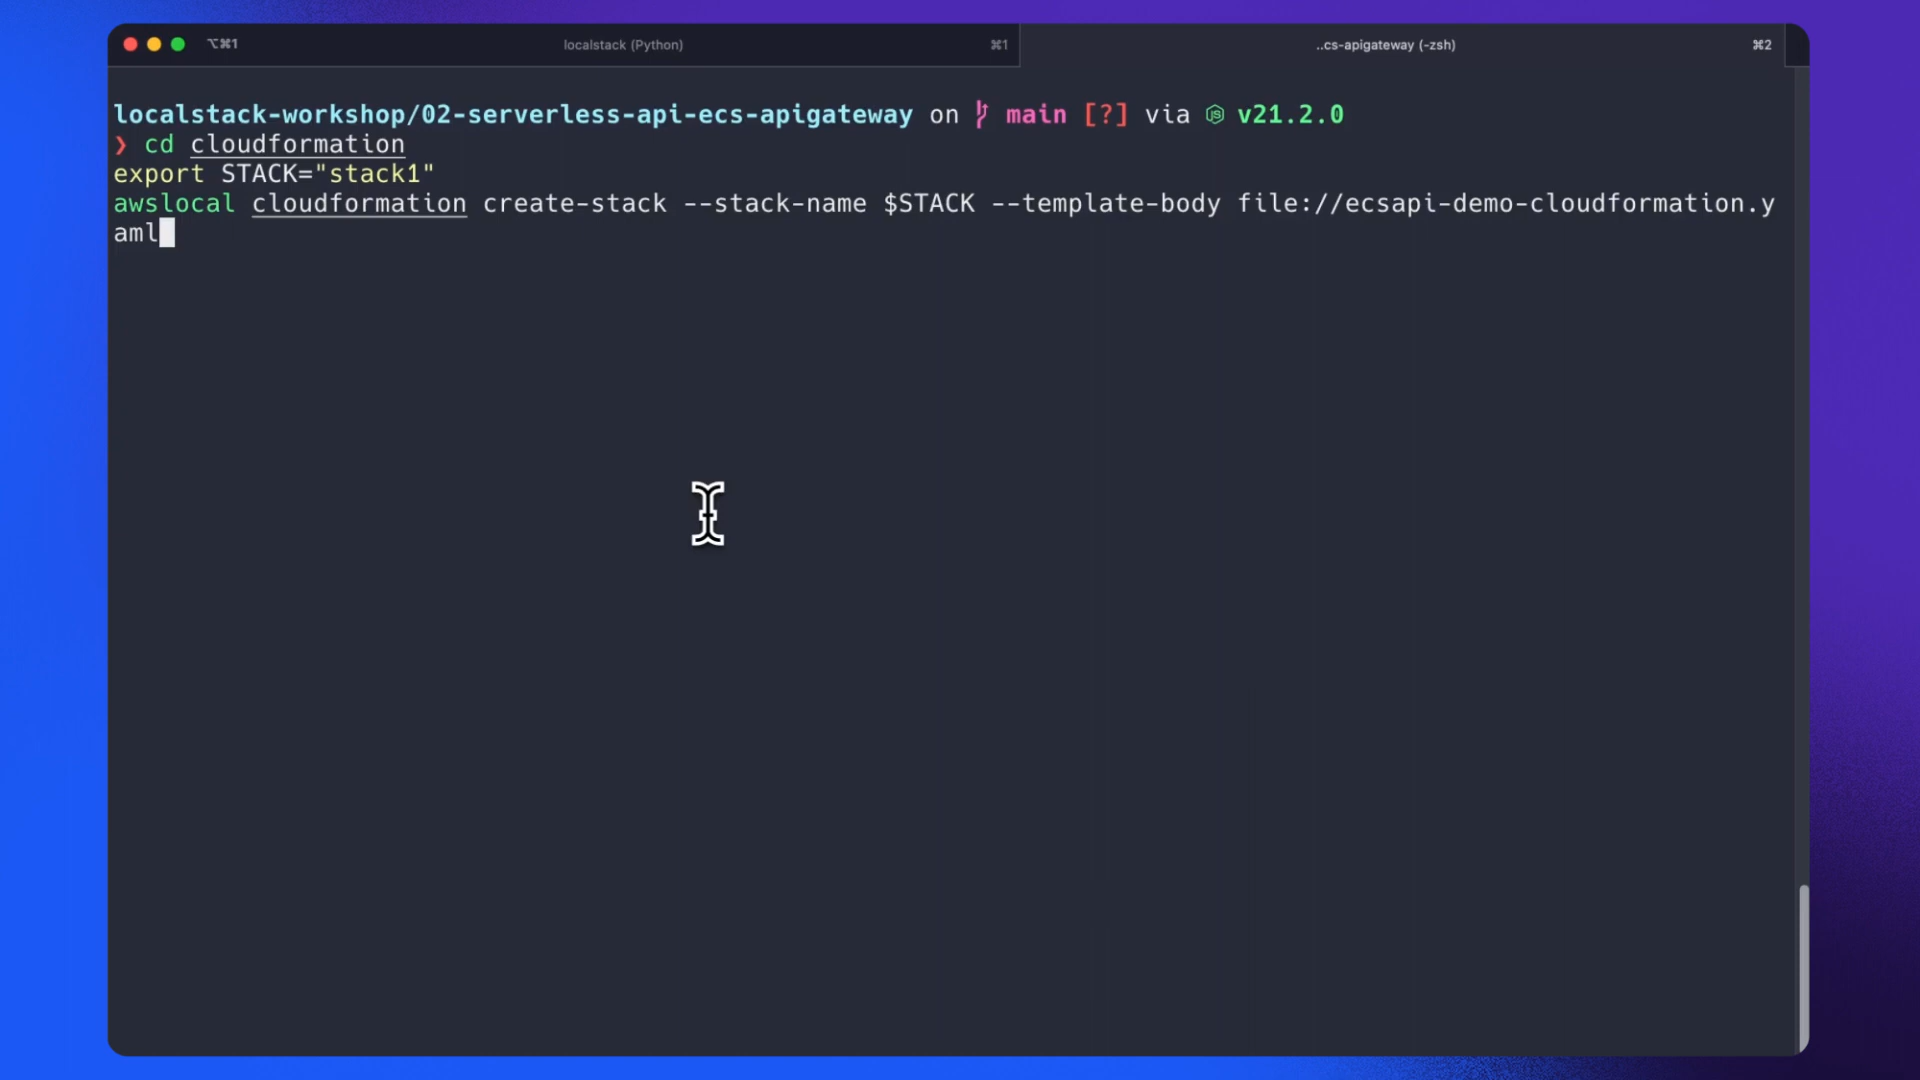 ⌥⌘1 localstack (Python) ⌘1 ..cs-apigateway (-zsh) ⌘2
localstack-workshop/02-serverless-api-ecs-apigateway on main [?] via v21.2.0
❯ cd cloudformation
export STACK="stack1"
awslocal cloudformation create-stack --stack-name $STACK --template-body file://ecsapi-demo-cloudformation.y
aml